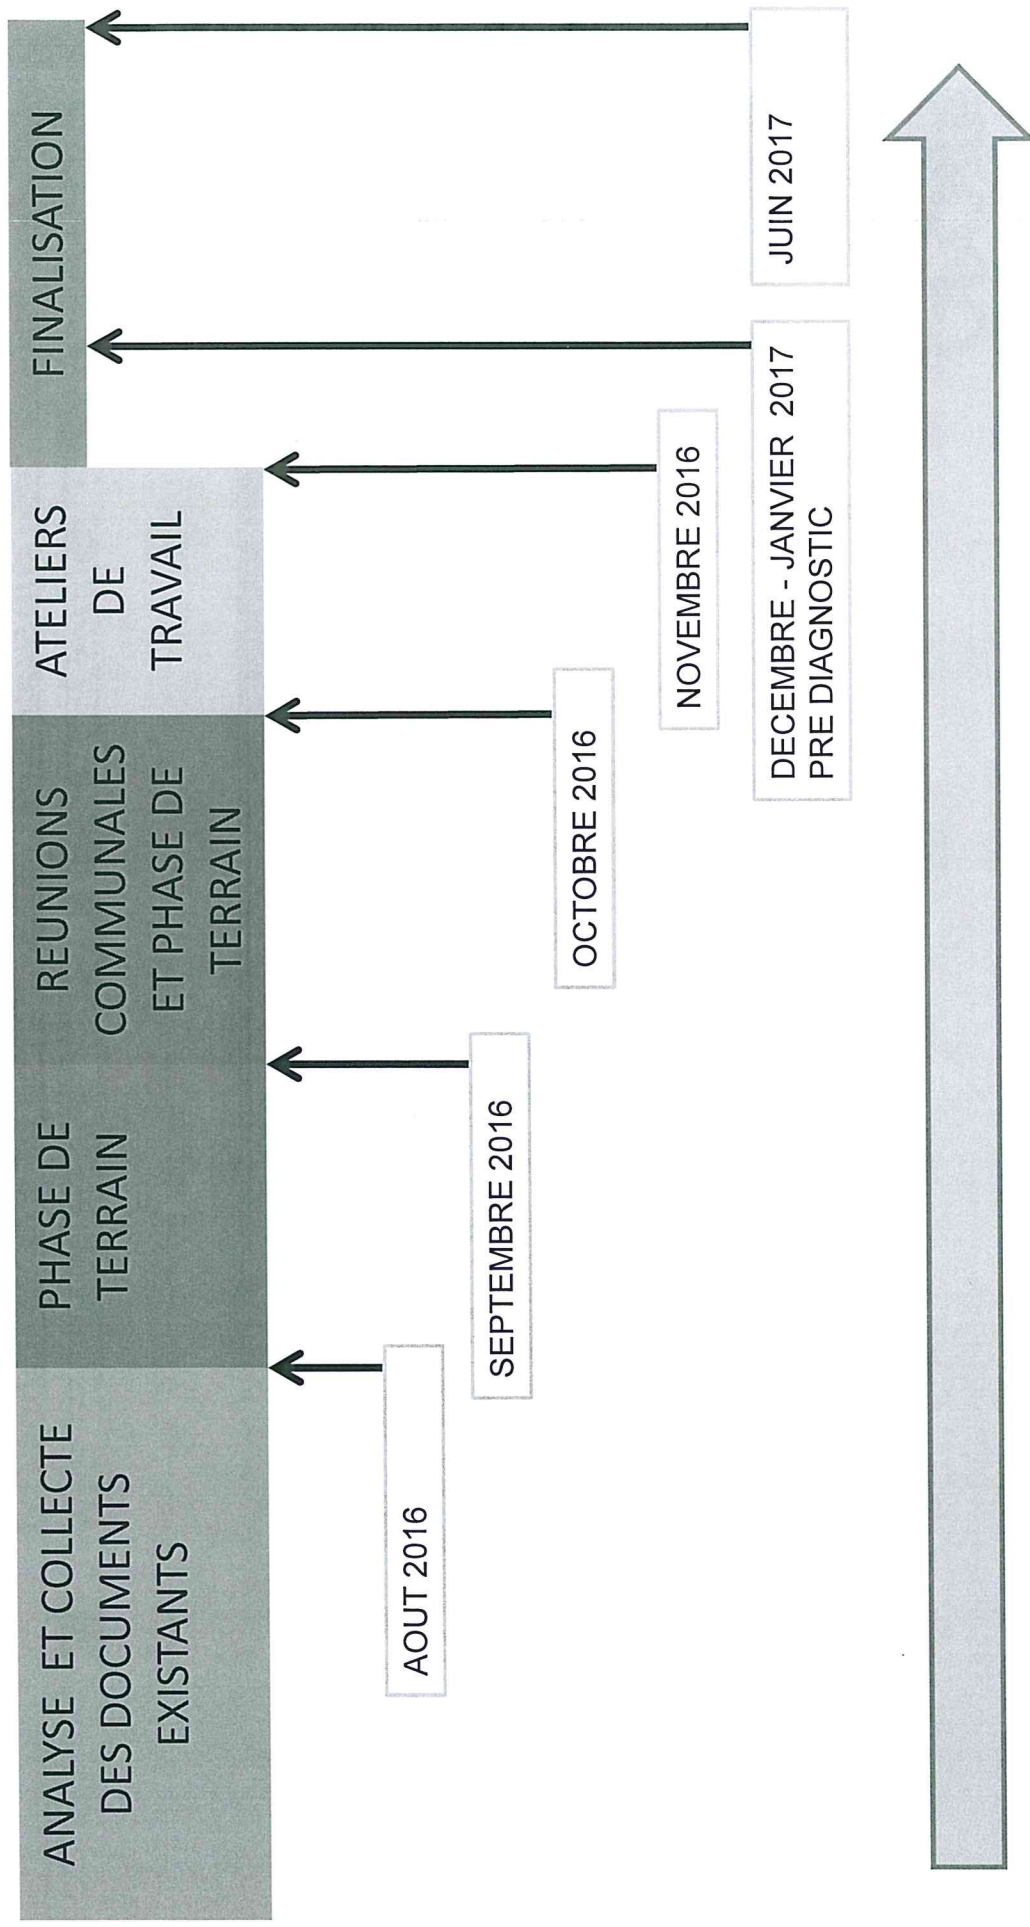 ANALYSE ET COLLECTE
DES DOCUMENTS
EXISTANTS
PHASE DE
TERRAIN
REUNIONS
COMMUNALES
ET PHASE DE
TERRAIN
ATELIERS
DE
TRAVAIL
FINALISATION
AOUT 2016
SEPTEMBRE 2016
OCTOBRE 2016
NOVEMBRE 2016
DECEMBRE - JANVIER 2017
PRE DIAGNOSTIC
JUIN 2017